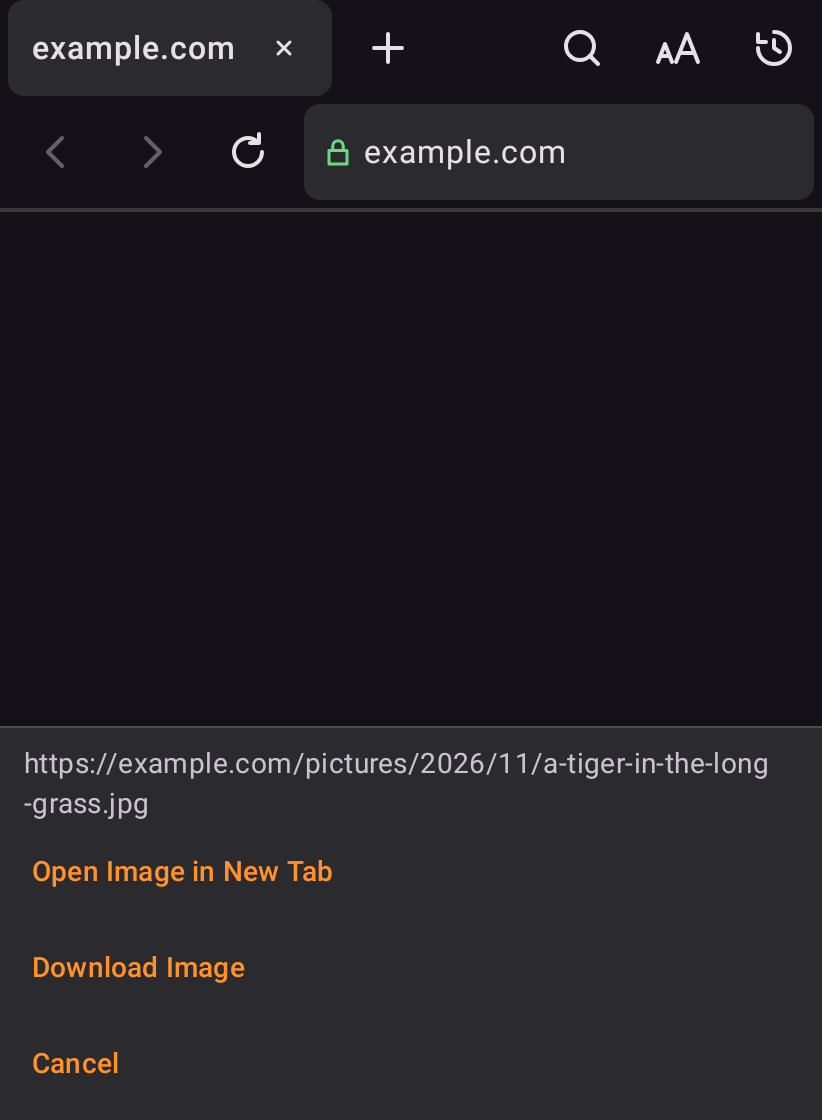 example.com
example.com
https://example.com/pictures/2026/11/a-tiger-in-the-long
-grass.jpg
Open Image in New Tab
Download Image
Cancel